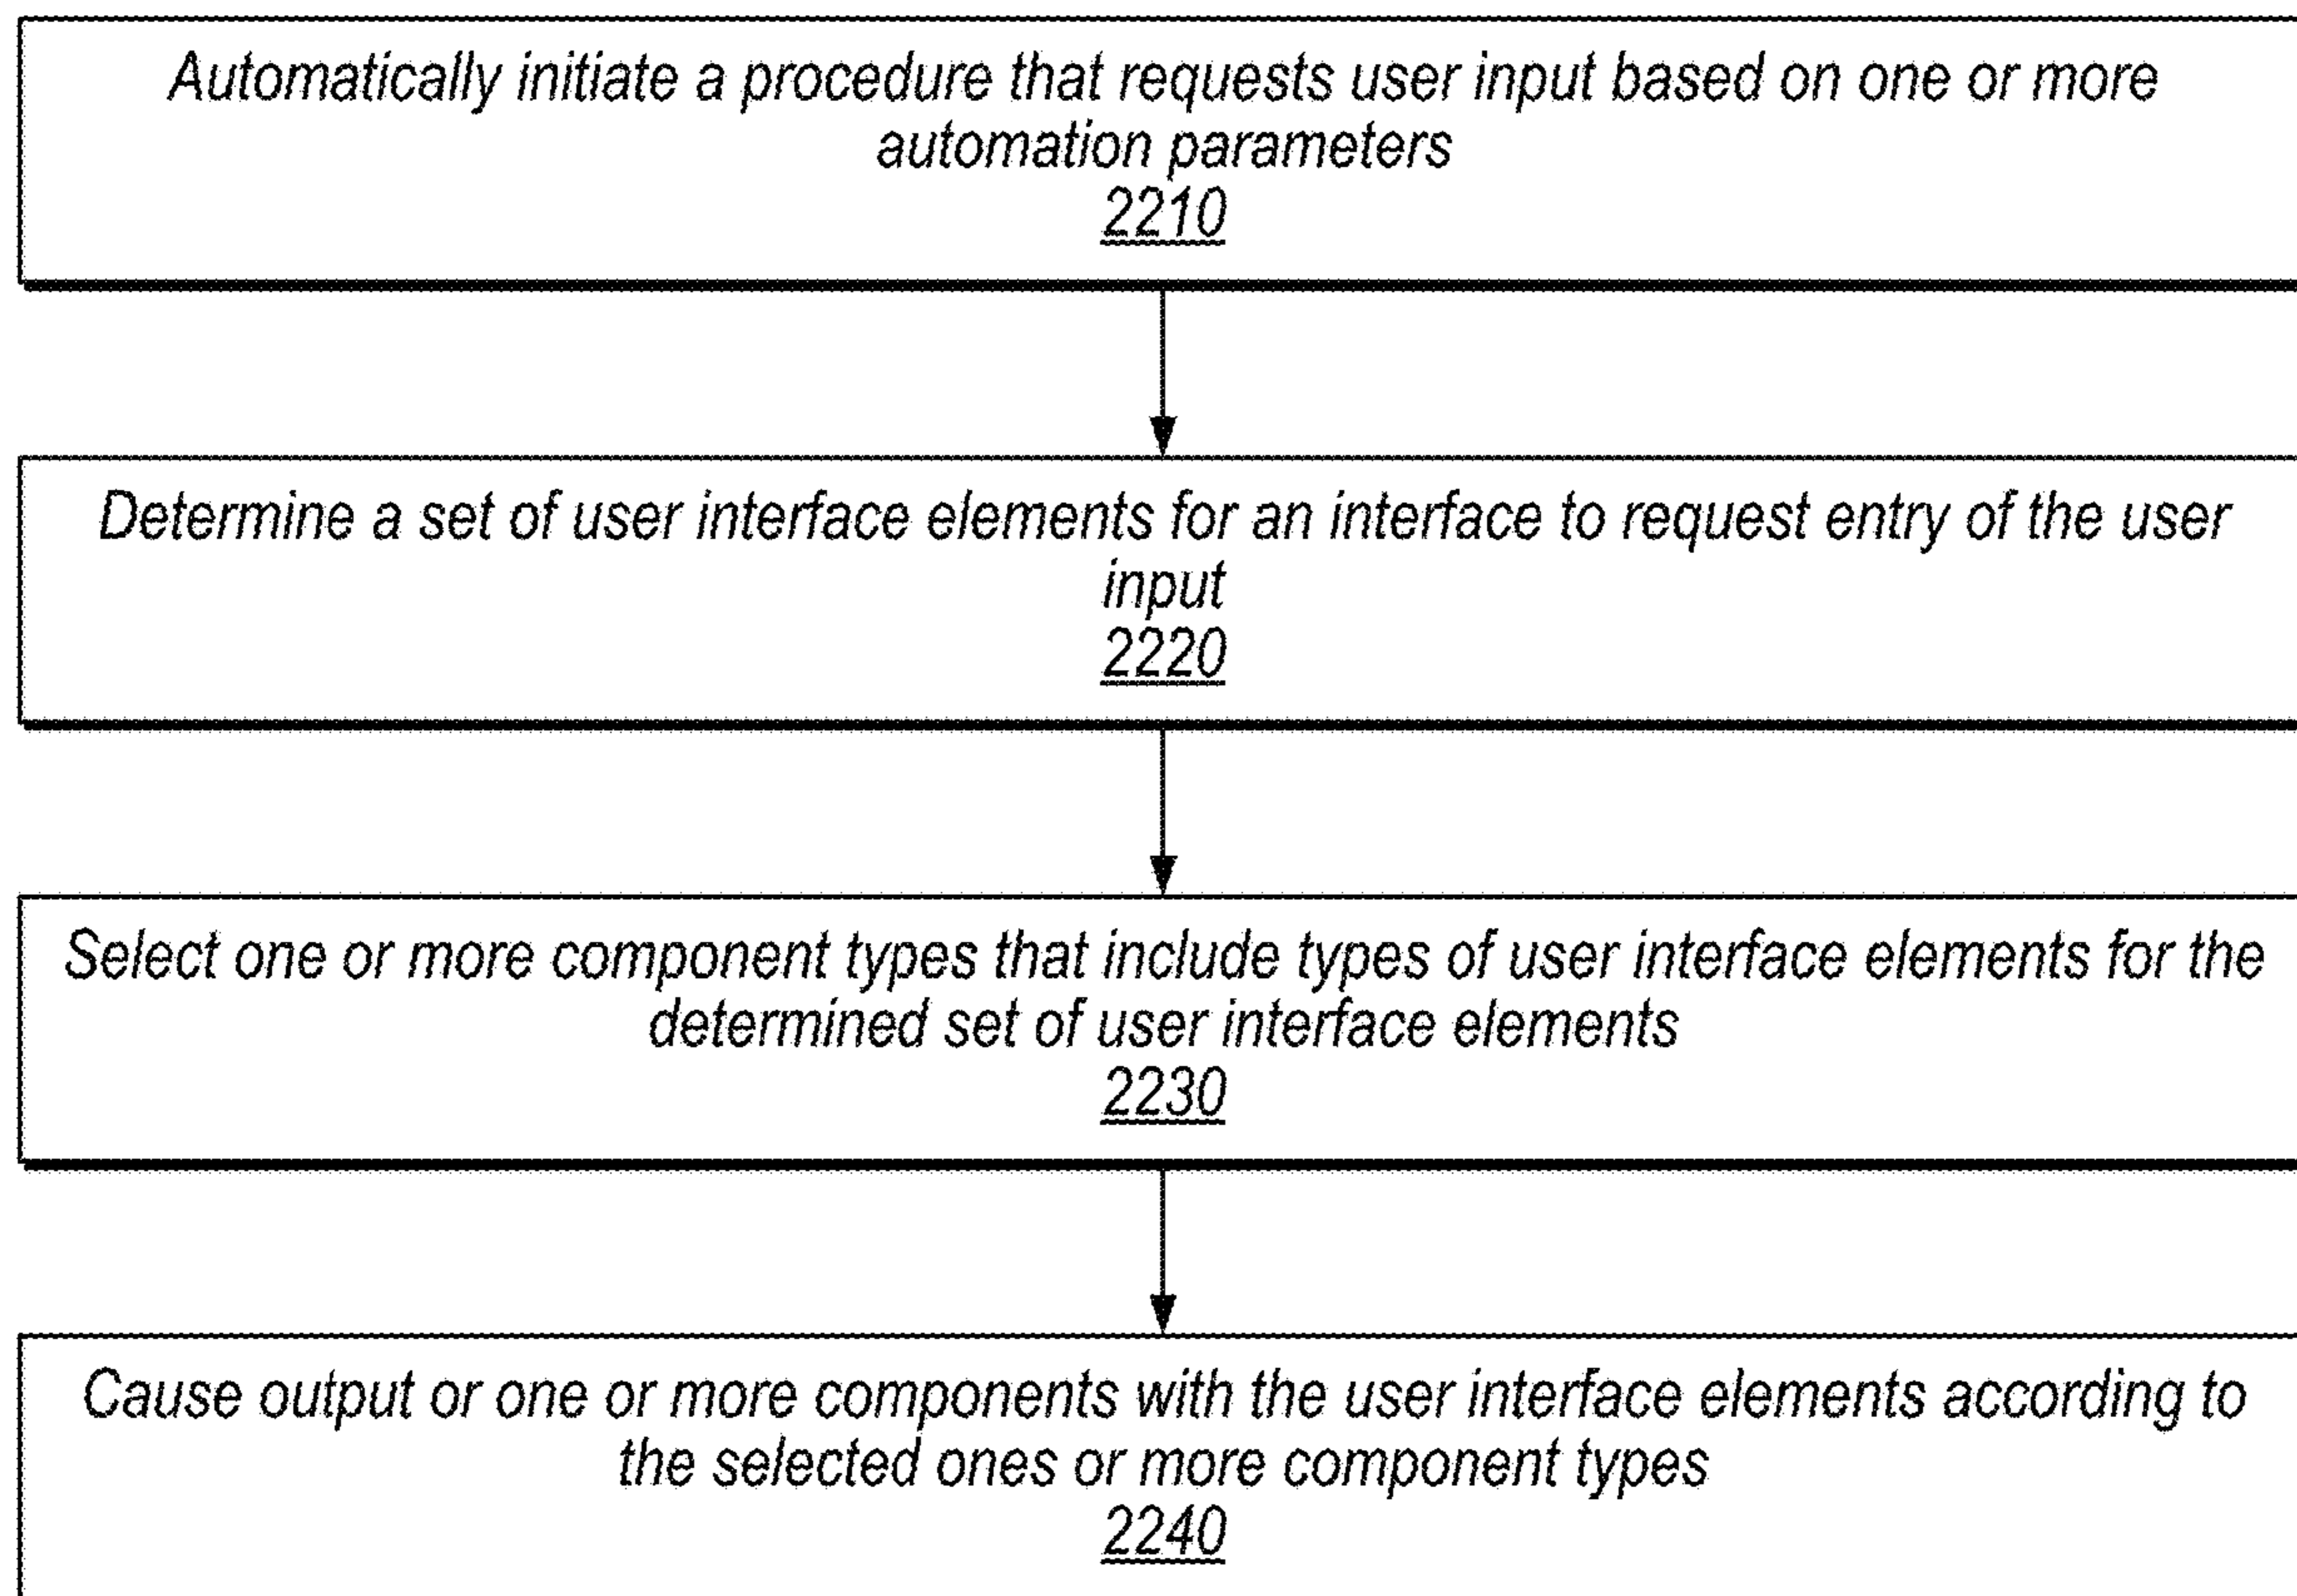 Automatically initiate a procedure that requests user input based on one or more
automation parameters
2210
Determine a set of user interface elements for an interface to request entry of the user
input
2220
Select one or more component types that include types of user interface elements for the
determined set of user interface elements
2230
Cause output or one or more components with the user interface elements according to
the selected ones or more component types
2240